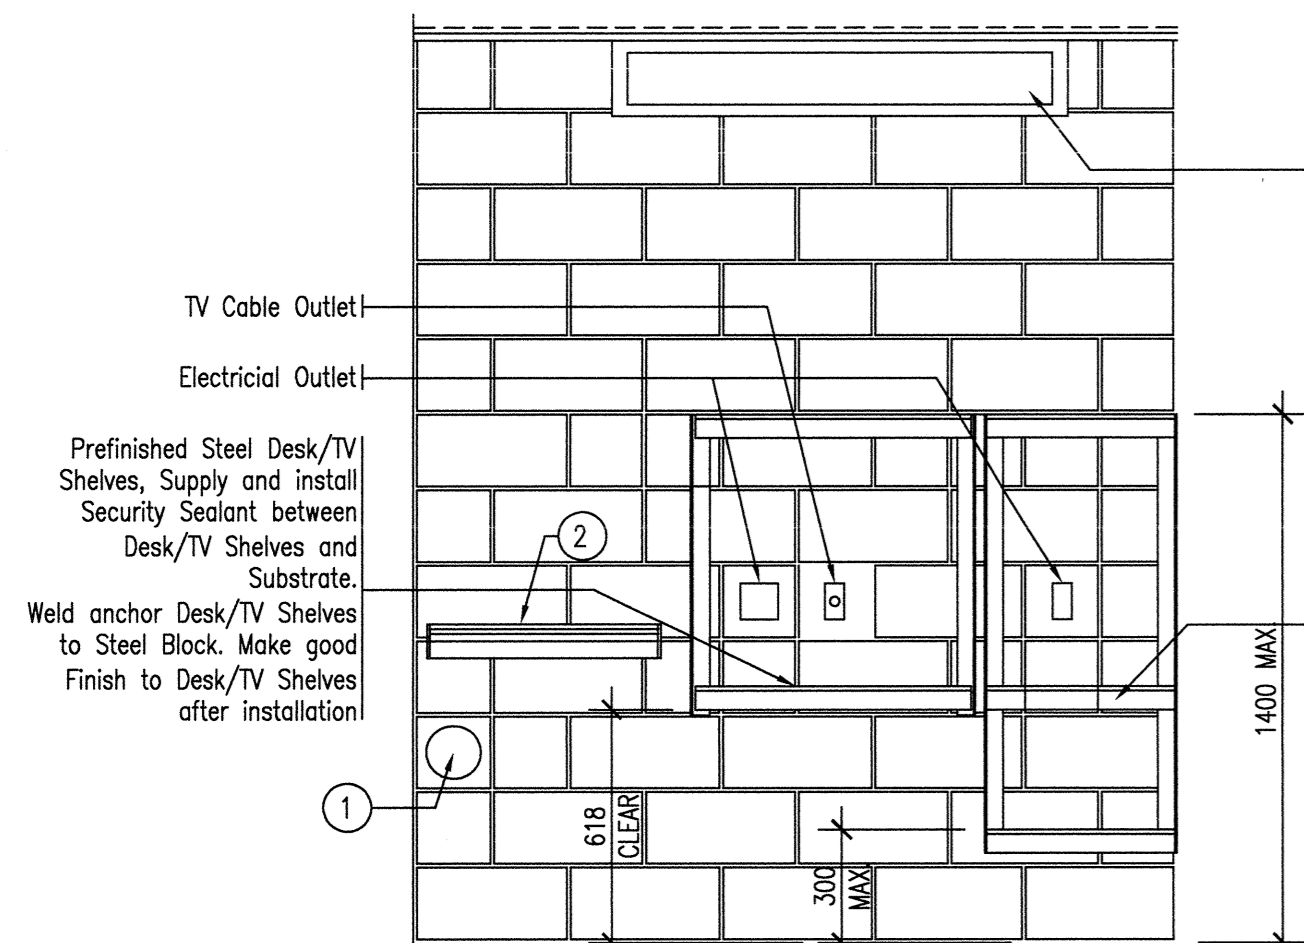 TV Cable Outlet
Electricial Outlet
Prefinished Steel Desk/TV
Shelves, Supply and install
Security Sealant between
Desk/TV Shelves and
Substrate.
Weld anchor Desk/TV Shelves
to Steel Block. Make good
Finish to Desk/TV Shelves
after installation
2
1
618
CLEAR
300
MAX.
1400 MAX.